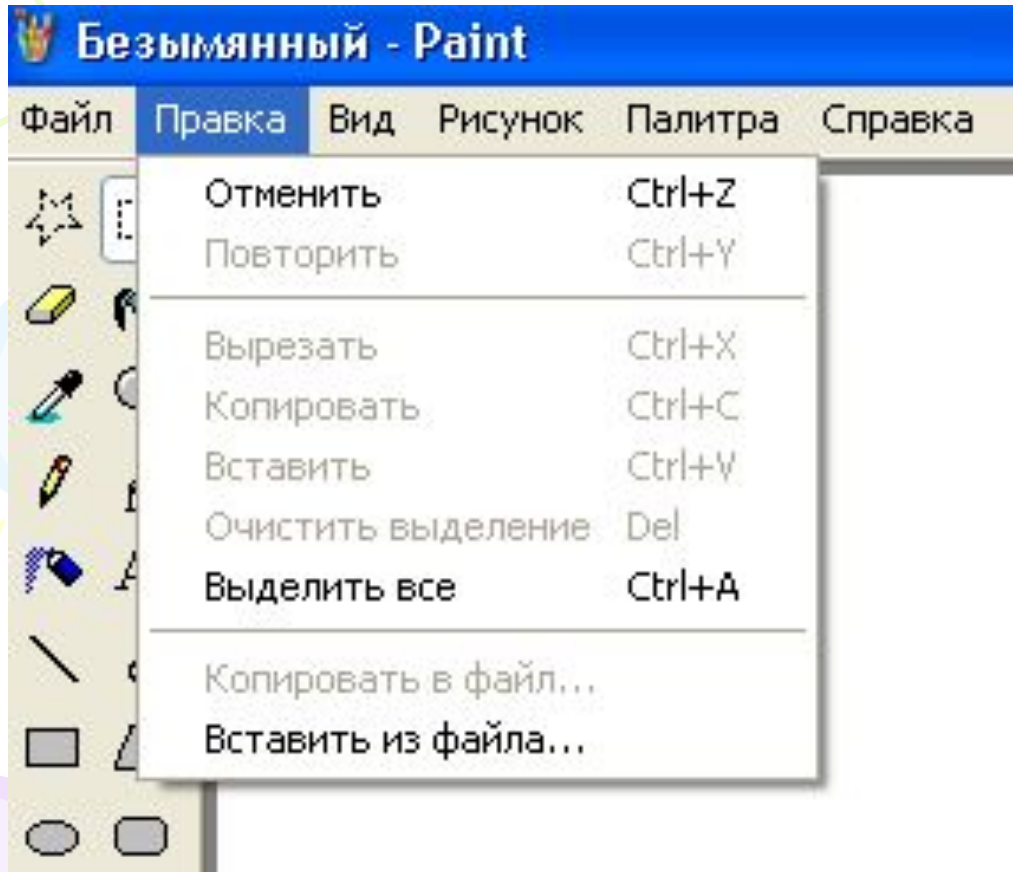 Безымянный - Paint
Файл Правка Вид Рисунок Палитра Справка
Отменить Ctrl+Z
Повторить Ctrl+Y
Вырезать Ctrl+X
Копировать Ctrl+C
Вставить Ctrl+V
Очистить выделение Del
Выделить все Ctrl+A
Копировать в файл...
Вставить из файла...